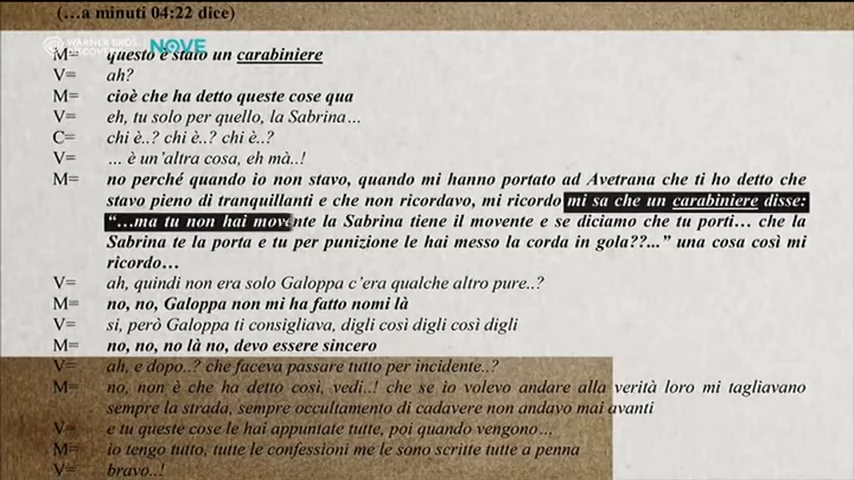 (…a minuti 04:22 dice)
WARNER BROS.
DISCOVERY
NOVE
M= questo è stato un carabiniere
V= ah?
M= cioè che ha detto queste cose qua
V= eh, tu solo per quello, la Sabrina…
C= chi è..? chi è..? chi è..?
V= … è un'altra cosa, eh mà..!
M= no perché quando io non stavo, quando mi hanno portato ad Avetrana che ti ho detto che
stavo pieno di tranquillanti e che non ricordavo, mi ricordo mi sa che un carabiniere disse:
“…ma tu non hai movente la Sabrina tiene il movente e se diciamo che tu porti… che la
Sabrina te la porta e tu per punizione le hai messo la corda in gola??...” una cosa così mi
ricordo…
V= ah, quindi non era solo Galoppa c'era qualche altro pure..?
M= no, no, Galoppa non mi ha fatto nomi là
V= si, però Galoppa ti consigliava, digli così digli così digli
M= no, no, no là no, devo essere sincero
V= ah, e dopo..? che faceva passare tutto per incidente..?
M= no, non è che ha detto così, vedi..! che se io volevo andare alla verità loro mi tagliavano
sempre la strada, sempre occultamento di cadavere non andavo mai avanti
V= e tu queste cose le hai appuntate tutte, poi quando vengono…
M= io tengo tutto, tutte le confessioni me le sono scritte tutte a penna
V= bravo..!